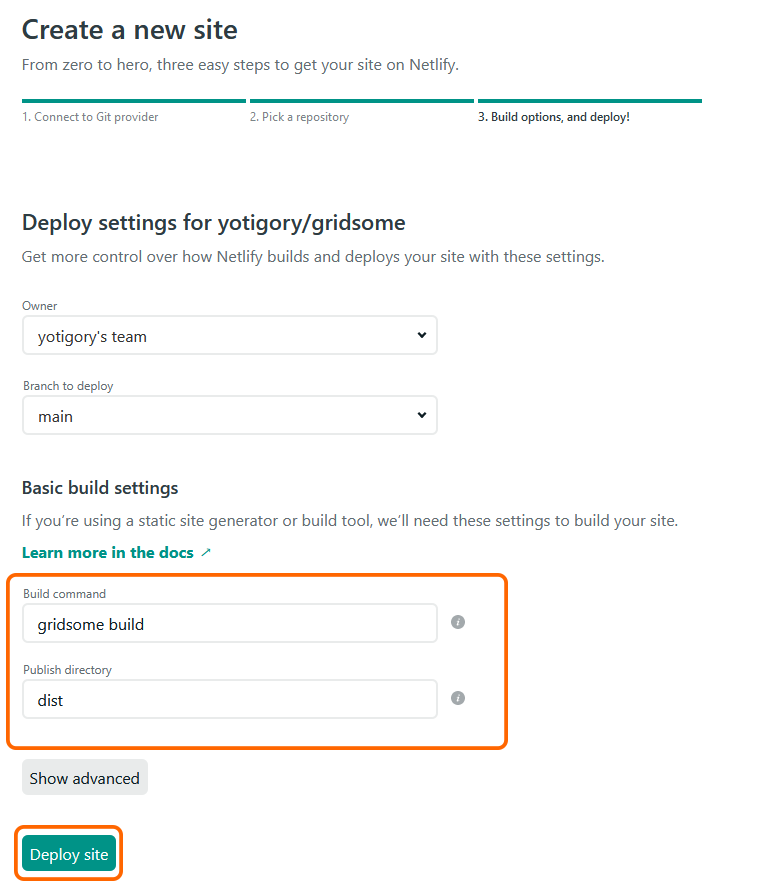 Create a new site
From zero to hero, three easy steps to get your site on Netlify.
1. Connect to Git provider
2. Pick a repository
3. Build options, and deploy!
Deploy settings for yotigory/gridsome
Get more control over how Netlify builds and deploys your site with these settings.
Owner
yotigory's team
Branch to deploy
main
Basic build settings
If you’re using a static site generator or build tool, we’ll need these settings to build your site.
Learn more in the docs
Build command
gridsome build
i
Publish directory
dist
i
Show advanced
Deploy site